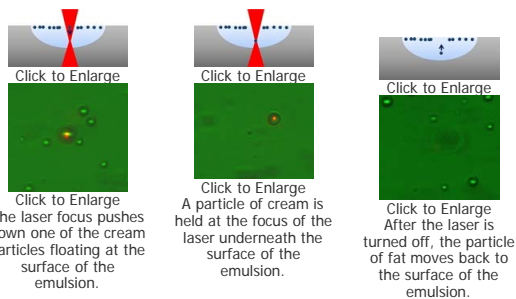 Click to Enlarge
Click to Enlarge
he laser focus pushes
own one of the cream
articles floating at the
surface of the
emulsion.
Click to Enlarge
Click to Enlarge
A particle of cream is
held at the focus of the
laser underneath the
surface of the
emulsion.
Click to Enlarge
Click to Enlarge
After the laser is
turned off, the particle
of fat moves back to
the surface of the
emulsion.